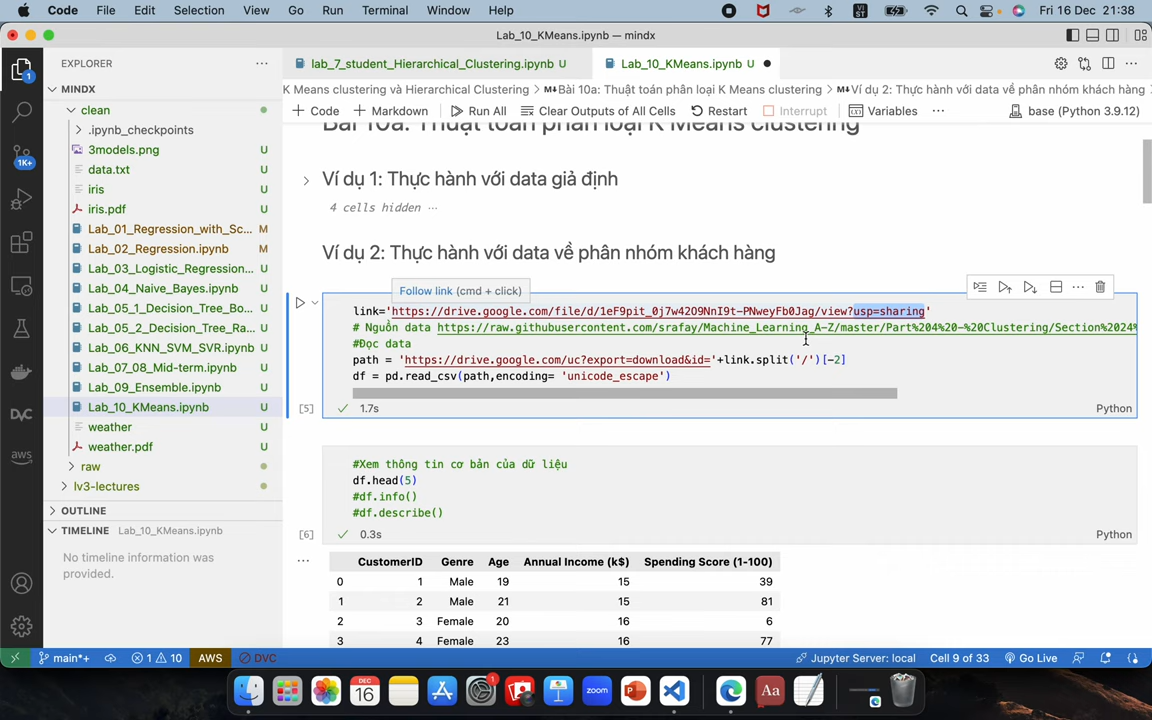 Code File Edit Selection View Go Run Terminal Window Help Fri 16 Dec 21:38
Lab_10_KMeans.ipynb — mindx
EXPLORER
lab_7_student_Hierarchical_Clustering.ipynb U
Lab_10_KMeans.ipynb U
MINDX
K Means clustering và Hierarchical Clustering > M↓Bài 10a: Thuật toán phân loại K Means clustering > M↓Ví dụ 2: Thực hành với data về phân nhóm khách hàng >
+ Code + Markdown Run All Clear Outputs of All Cells Restart Interrupt Variables ··· base (Python 3.9.12)
clean
.ipynb_checkpoints
3models.png U
data.txt U
iris U
iris.pdf U
Lab_01_Regression_with_Sc... M
Lab_02_Regression.ipynb M
Lab_03_Logistic_Regression... U
Lab_04_Naive_Bayes.ipynb U
Lab_05_1_Decision_Tree_Bo... U
Lab_05_2_Decision_Tree_Ra... U
Lab_06_KNN_SVM_SVR.ipynb U
Lab_07_08_Mid-term.ipynb U
Lab_09_Ensemble.ipynb U
Lab_10_KMeans.ipynb U
weather U
weather.pdf U
raw
lv3-lectures
OUTLINE
TIMELINE Lab_10_KMeans.ipynb
No timeline information was
provided.
1
1K+
DVC
aws
Bài 10a: Thuật toán phân loại K Means clustering
Ví dụ 1: Thực hành với data giả định
4 cells hidden ···
Ví dụ 2: Thực hành với data về phân nhóm khách hàng
Follow link (cmd + click)
link='https://drive.google.com/file/d/1eF9pit_0j7w42O9NnI9t-PNweyFb0Jag/view?usp=sharing'
# Nguồn data https://raw.githubusercontent.com/srafay/Machine_Learning_A-Z/master/Part%204%20-%20Clustering/Section%2024%
#Đọc data
path = 'https://drive.google.com/uc?export=download&id='+link.split('/')[-2]
df = pd.read_csv(path,encoding= 'unicode_escape')
[5] 1.7s Python
#Xem thông tin cơ bản của dữ liệu
df.head(5)
#df.info()
#df.describe()
[6] 0.3s Python
CustomerID Genre Age Annual Income (k$) Spending Score (1-100)
0 1 Male 19 15 39
1 2 Male 21 15 81
2 3 Female 20 16 6
3 4 Female 23 16 77
main*+ 1 10 AWS DVC Jupyter Server: local Cell 9 of 33 Go Live
DEC
16
1
zoom
Aa